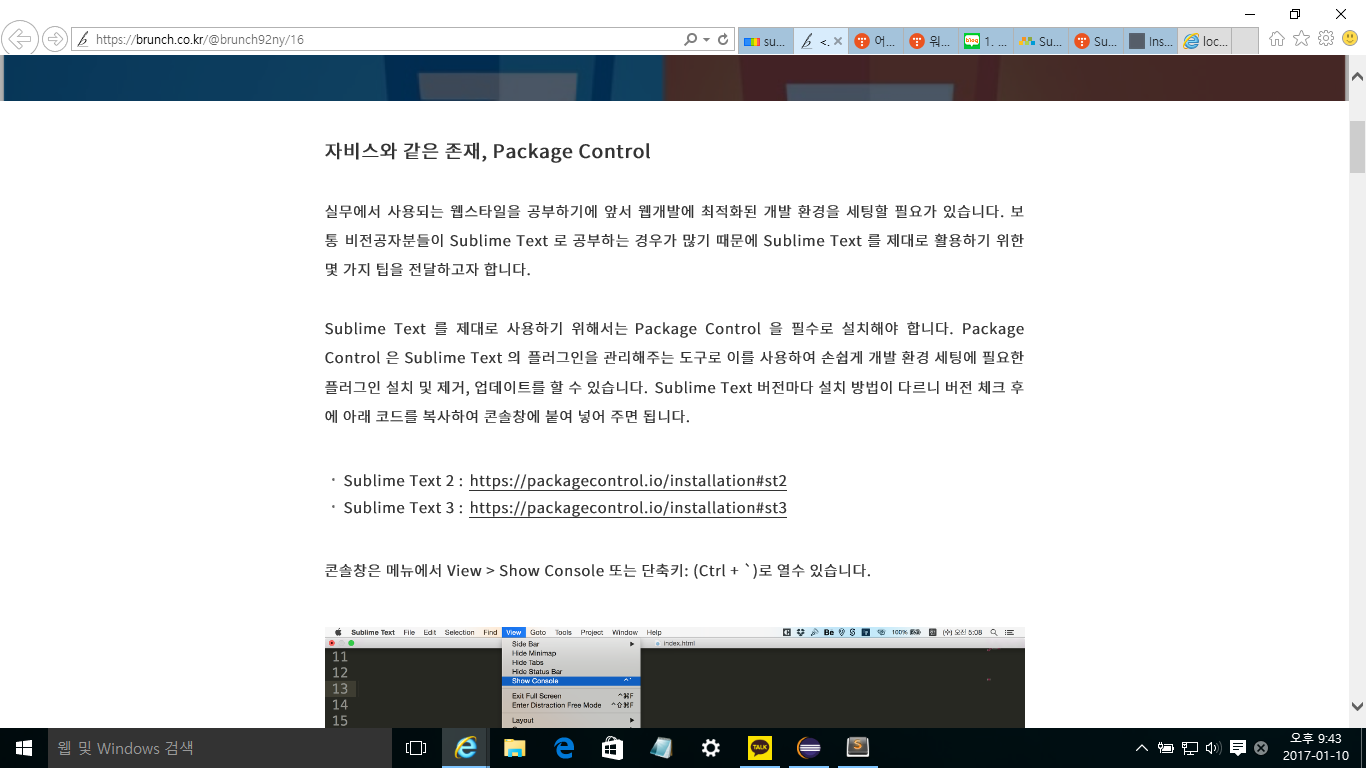 https://brunch.co.kr/@brunch92ny/16
su...
<.
어...
워...
1. ...
Su...
Su...
Ins...
loc...
자비스와 같은 존재, Package Control
실무에서 사용되는 웹스타일을 공부하기에 앞서 웹개발에 최적화된 개발 환경을 세팅할 필요가 있습니다. 보
통 비전공자분들이 Sublime Text 로 공부하는 경우가 많기 때문에 Sublime Text 를 제대로 활용하기 위한
몇 가지 팁을 전달하고자 합니다.
Sublime Text 를 제대로 사용하기 위해서는 Package Control 을 필수로 설치해야 합니다. Package
Control 은 Sublime Text 의 플러그인을 관리해주는 도구로 이를 사용하여 손쉽게 개발 환경 세팅에 필요한
플러그인 설치 및 제거, 업데이트를 할 수 있습니다. Sublime Text 버전마다 설치 방법이 다르니 버전 체크 후
에 아래 코드를 복사하여 콘솔창에 붙여 넣어 주면 됩니다.
· Sublime Text 2 : https://packagecontrol.io/installation#st2
· Sublime Text 3 : https://packagecontrol.io/installation#st3
콘솔창은 메뉴에서 View > Show Console 또는 단축키: (Ctrl + `)로 열수 있습니다.
Sublime Text File Edit Selection Find View Goto Tools Project Window Help Be 100% (수) 오전 5:08
index.html
Side Bar
Hide Minimap
Hide Tabs
Hide Status Bar
Show Console ^`
Exit Full Screen ^⌘F
Enter Distraction Free Mode ^⇧⌘F
Layout
11
12
13
14
15
웹 및 Windows 검색
TALK
오후 9:43
2017-01-10